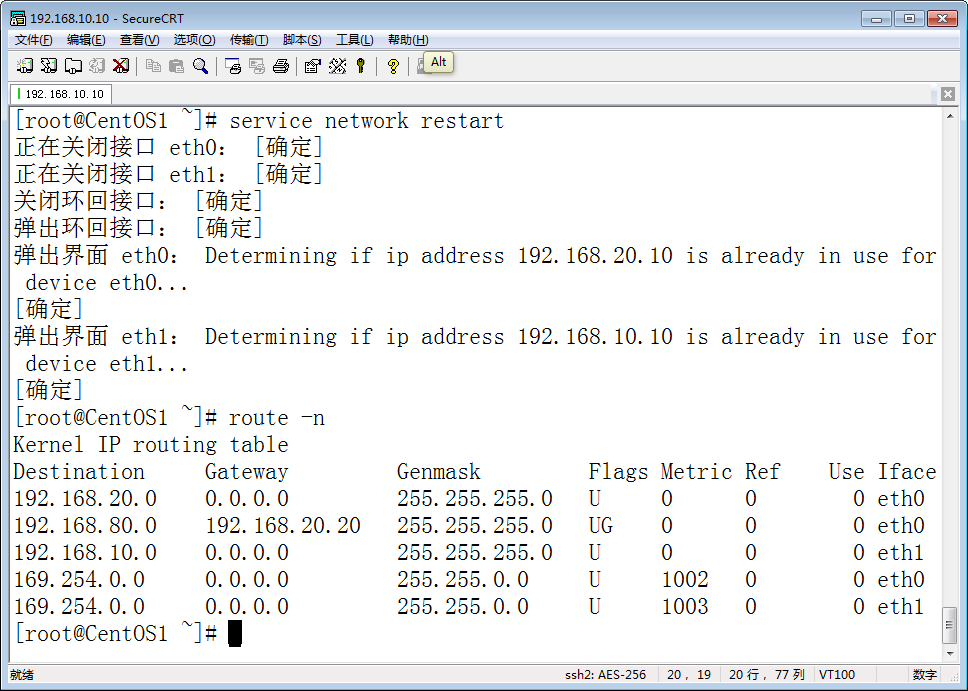 192.168.10.10 - SecureCRT
文件(F) 编辑(E) 查看(V) 选项(O) 传输(T) 脚本(S) 工具(L) 帮助(H)
Alt
192.168.10.10
[root@CentOS1 ~]# service network restart
正在关闭接口 eth0： [确定]
正在关闭接口 eth1： [确定]
关闭环回接口： [确定]
弹出环回接口： [确定]
弹出界面 eth0： Determining if ip address 192.168.20.10 is already in use for
device eth0...
[确定]
弹出界面 eth1： Determining if ip address 192.168.10.10 is already in use for
device eth1...
[确定]
[root@CentOS1 ~]# route -n
Kernel IP routing table
Destination Gateway Genmask Flags Metric Ref Use Iface
192.168.20.0 0.0.0.0 255.255.255.0 U 0 0 0 eth0
192.168.80.0 192.168.20.20 255.255.255.0 UG 0 0 0 eth0
192.168.10.0 0.0.0.0 255.255.255.0 U 0 0 0 eth1
169.254.0.0 0.0.0.0 255.255.0.0 U 1002 0 0 eth0
169.254.0.0 0.0.0.0 255.255.0.0 U 1003 0 0 eth1
[root@CentOS1 ~]#
就绪 ssh2: AES-256 20 , 19 20 行, 77 列 VT100 数字